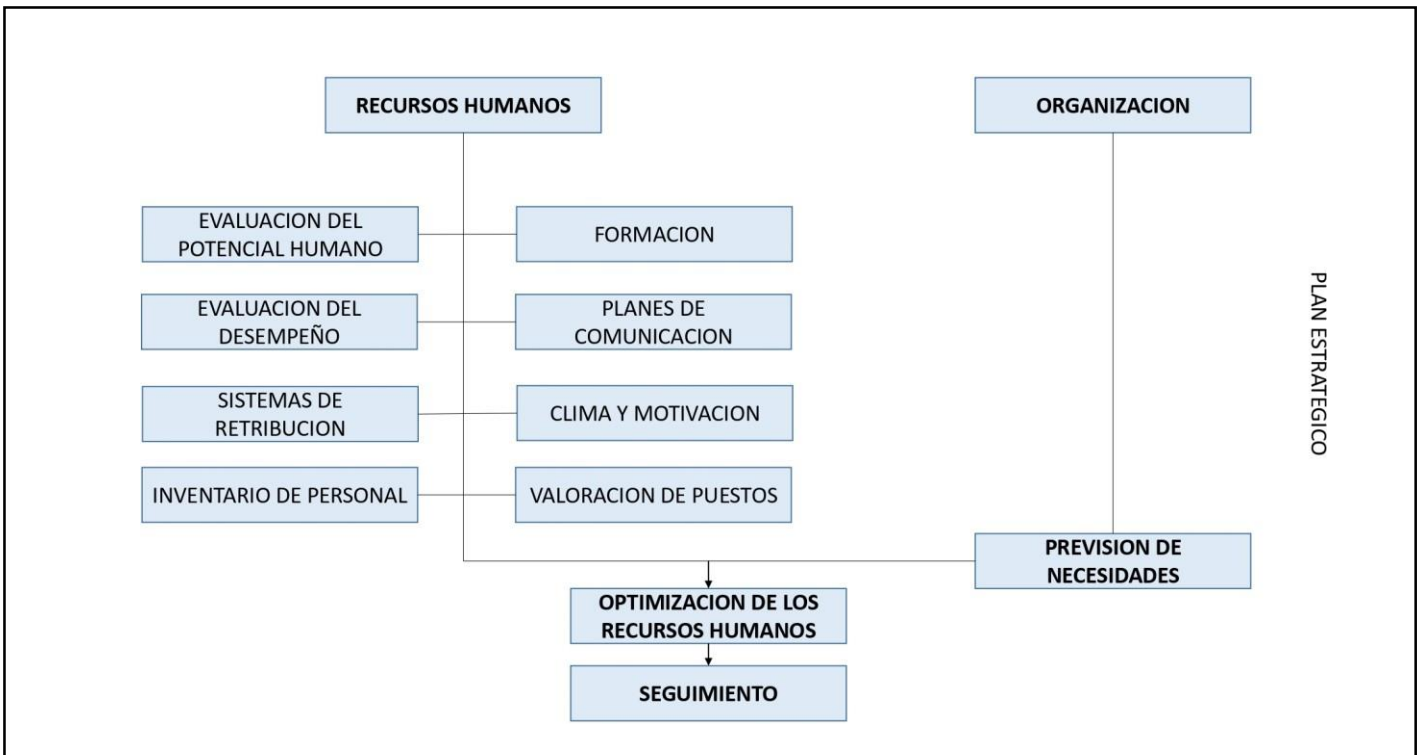 RECURSOS HUMANOS
ORGANIZACION
EVALUACION DEL
POTENCIAL HUMANO
FORMACION
EVALUACION DEL
DESEMPEÑO
PLANES DE
COMUNICACION
SISTEMAS DE
RETRIBUCION
CLIMA Y MOTIVACION
INVENTARIO DE PERSONAL
VALORACION DE PUESTOS
PLAN ESTRATEGICO
PREVISION DE
NECESIDADES
OPTIMIZACION DE LOS
RECURSOS HUMANOS
SEGUIMIENTO